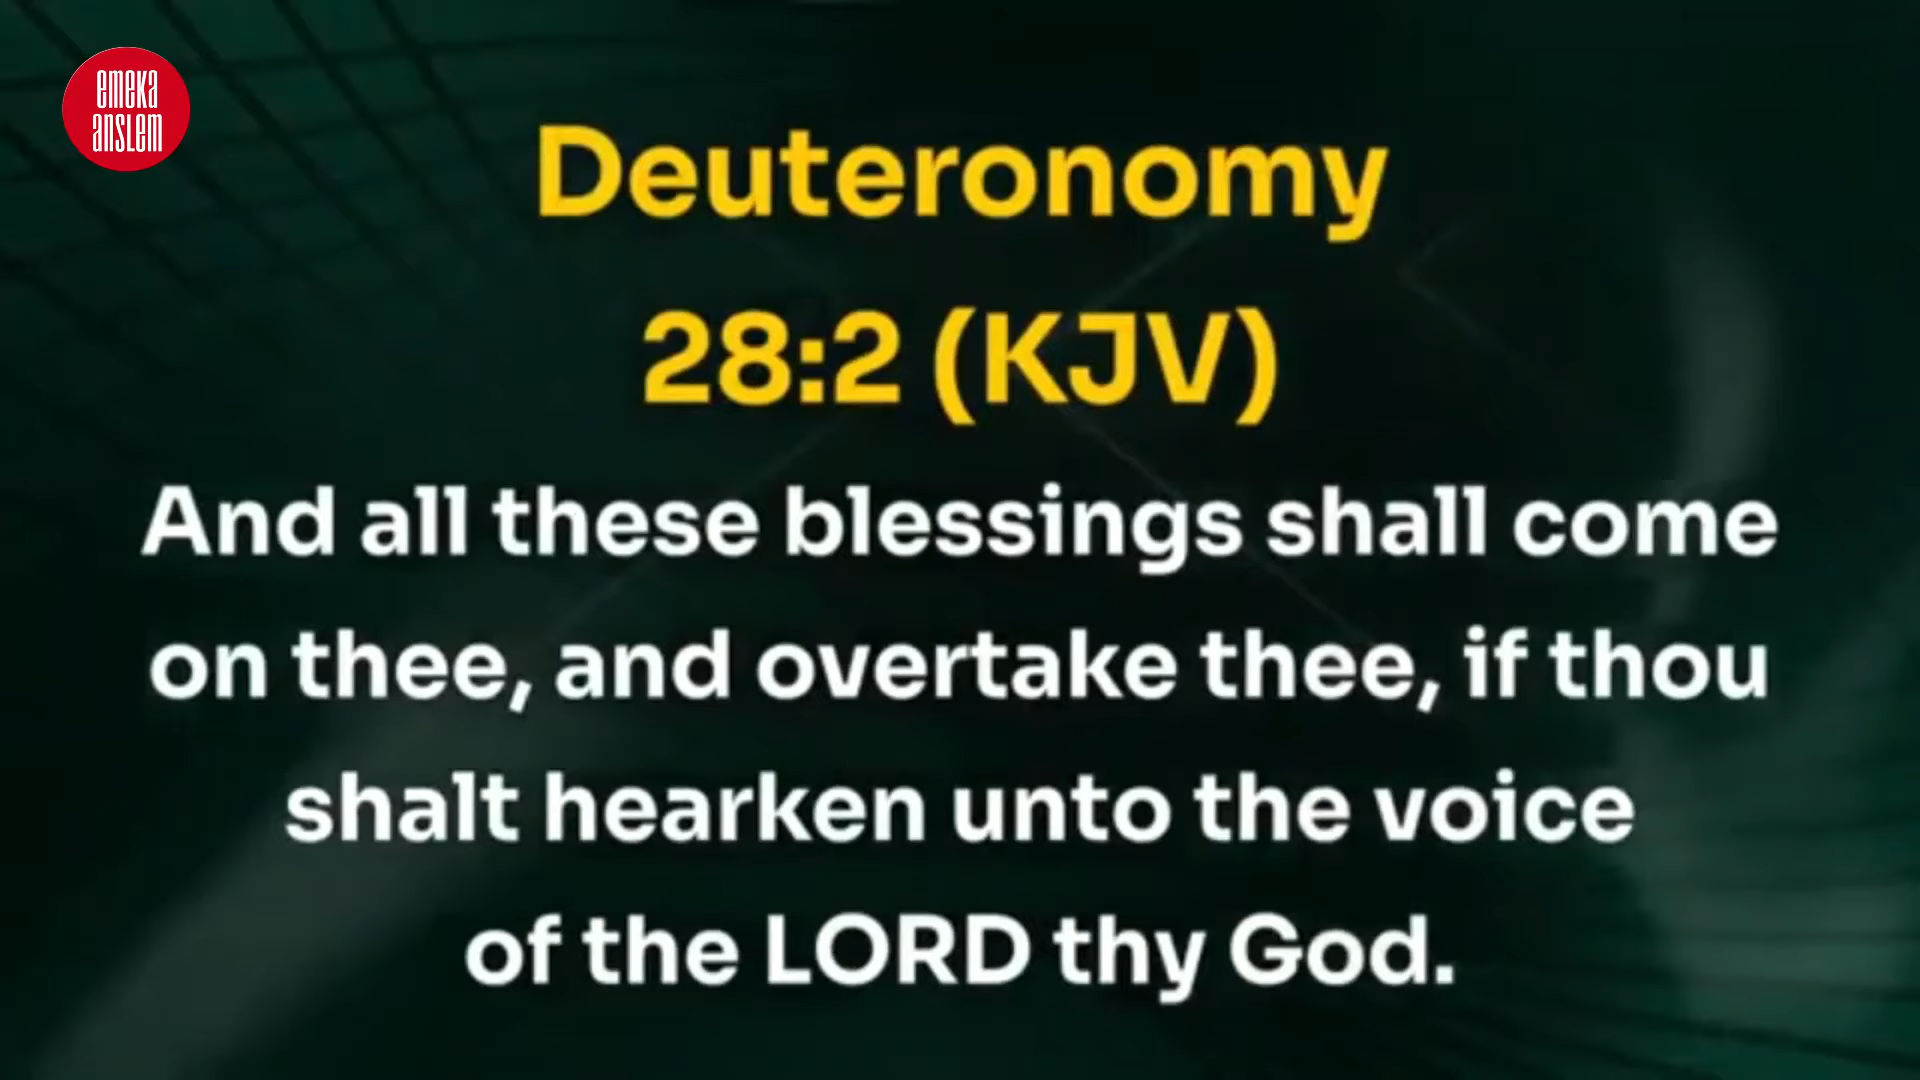 emeka
anslem
Deuteronomy
28:2 (KJV)
And all these blessings shall come
on thee, and overtake thee, if thou
shalt hearken unto the voice
of the LORD thy God.